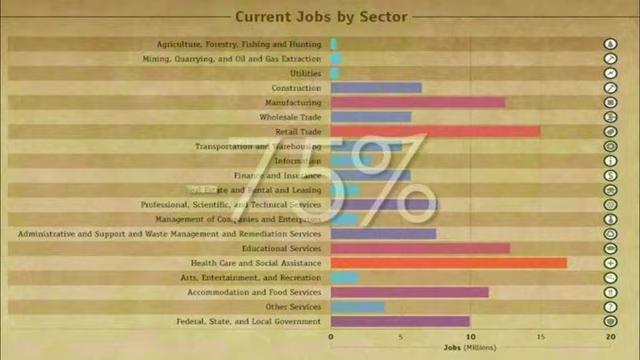 Current Jobs by Sector
Agriculture, Forestry, Fishing and Hunting
Mining, Quarrying, and Oil and Gas Extraction
Utilities
Construction
Manufacturing
Wholesale Trade
Retail Trade
Transportation and Warehousing
Information
Finance and Insurance
Real Estate and Rental and Leasing
Professional, Scientific, and Technical Services
Management of Companies and Enterprises
Administrative and Support and Waste Management and Remediation Services
Educational Services
Health Care and Social Assistance
Arts, Entertainment, and Recreation
Accommodation and Food Services
Other Services
Federal, State, and Local Government
75%
0 5 10 15 20
Jobs (Millions)